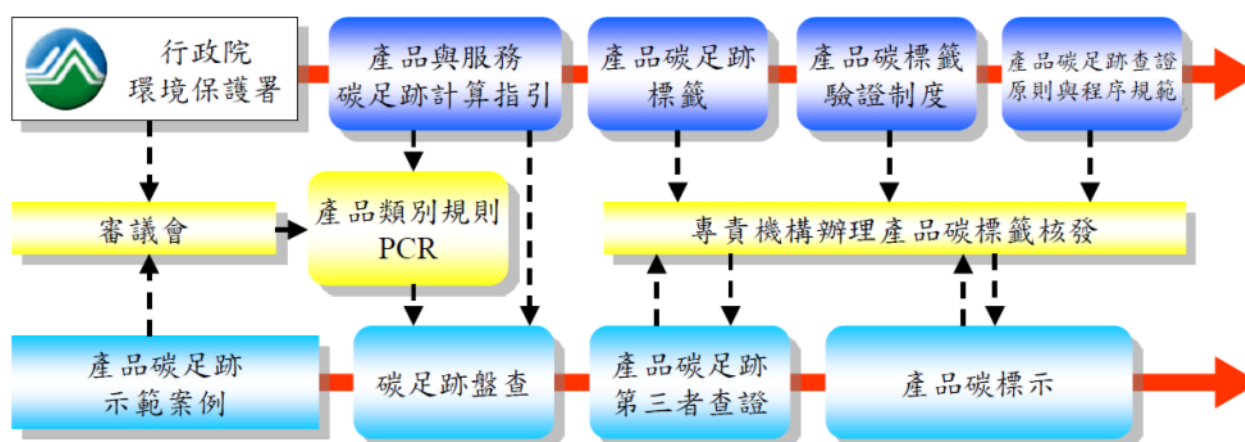 行政院
環境保護署
產品與服務
碳足跡計算指引
產品碳足跡
標籤
產品碳標籤
驗證制度
產品碳足跡查證
原則與程序規範
審議會
產品類別規則
PCR
專責機構辦理產品碳標籤核發
產品碳足跡
示範案例
碳足跡盤查
產品碳足跡
第三者查證
產品碳標示